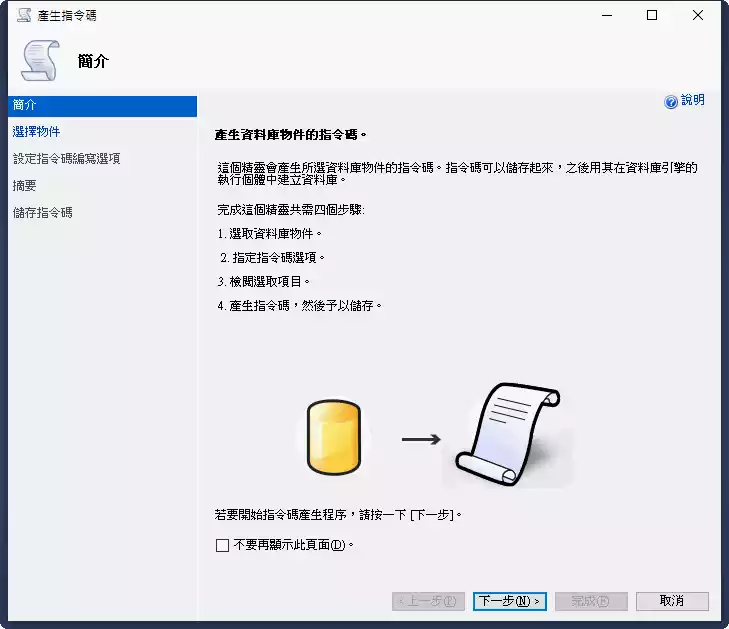 產生指令碼
簡介
簡介
選擇物件
設定指令碼編寫選項
摘要
儲存指令碼
說明
產生資料庫物件的指令碼。
這個精靈會產生所選資料庫物件的指令碼。指令碼可以儲存起來，之後用其在資料庫引擎的
執行個體中建立資料庫。
完成這個精靈共需四個步驟:
1. 選取資料庫物件。
2. 指定指令碼選項。
3. 檢閱選取項目。
4. 產生指令碼，然後予以儲存。
若要開始指令碼產生程序，請按一下 [下一步]。
不要再顯示此頁面(D)。
< 上一步(P)
下一步(N) >
完成(F)
取消